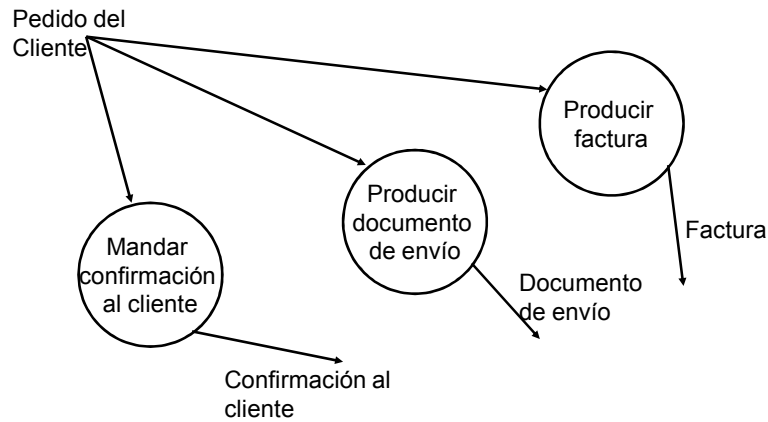 Pedido del
Cliente
Producir
factura
Producir
documento
de envío
Mandar
confirmación
al cliente
Factura
Documento
de envío
Confirmación al
cliente